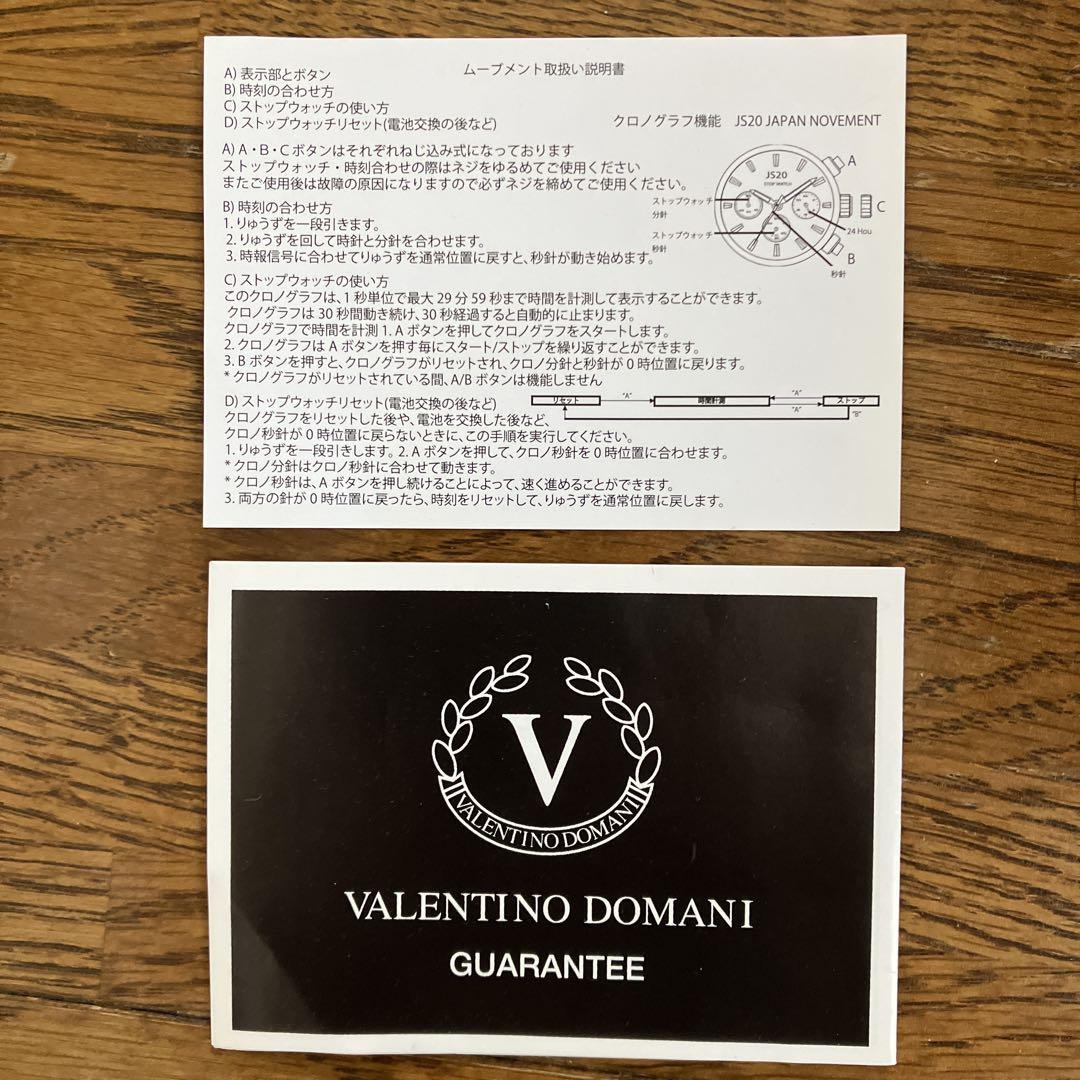 ムーブメント取扱い説明書
A) 表示部とボタン
B) 時刻の合わせ方
C) ストップウォッチの使い方
D) ストップウォッチリセット(電池交換の後など)
クロノグラフ機能 JS20 JAPAN NOVEMENT
A) A・B・C ボタンはそれぞれねじ込み式になっております
ストップウォッチ・時刻合わせの際はネジをゆるめてご使用ください
またご使用後は故障の原因になりますので必ずネジを締めてご使用ください。
B) 時刻の合わせ方
1. りゅうずを一段引きます。
2. りゅうずを回して時針と分針を合わせます。
3. 時報信号に合わせてりゅうずを通常位置に戻すと、秒針が動き始めます。
JS20
STOP WATCH
A
C
B
ストップウォッチ
分針
ストップウォッチ
秒針
24 Hou
秒針
C) ストップウォッチの使い方
このクロノグラフは、1 秒単位で最大 29 分 59 秒まで時間を計測して表示することができます。
クロノグラフは 30 秒間動き続け、30 秒経過すると自動的に止まります。
クロノグラフで時間を計測 1. A ボタンを押してクロノグラフをスタートします。
2. クロノグラフは A ボタンを押す毎にスタート/ストップを繰り返すことができます。
3. B ボタンを押すと、クロノグラフがリセットされ、クロノ分針と秒針が 0 時位置に戻ります。
* クロノグラフがリセットされている間、A/B ボタンは機能しません
D) ストップウォッチリセット(電池交換の後など)
リセット "A" 時間計測 "A" "A" ストップ "B"
クロノグラフをリセットした後や、電池を交換した後など、
クロノ秒針が 0 時位置に戻らないときに、この手順を実行してください。
1. りゅうずを一段引きします。2. A ボタンを押して、クロノ秒針を 0 時位置に合わせます。
* クロノ分針はクロノ秒針に合わせて動きます。
* クロノ秒針は、A ボタンを押し続けることによって、速く進めることができます。
3. 両方の針が 0 時位置に戻ったら、時刻をリセットして、りゅうずを通常位置に戻します。
V
VALENTINO DOMANI
VALENTINO DOMANI
GUARANTEE